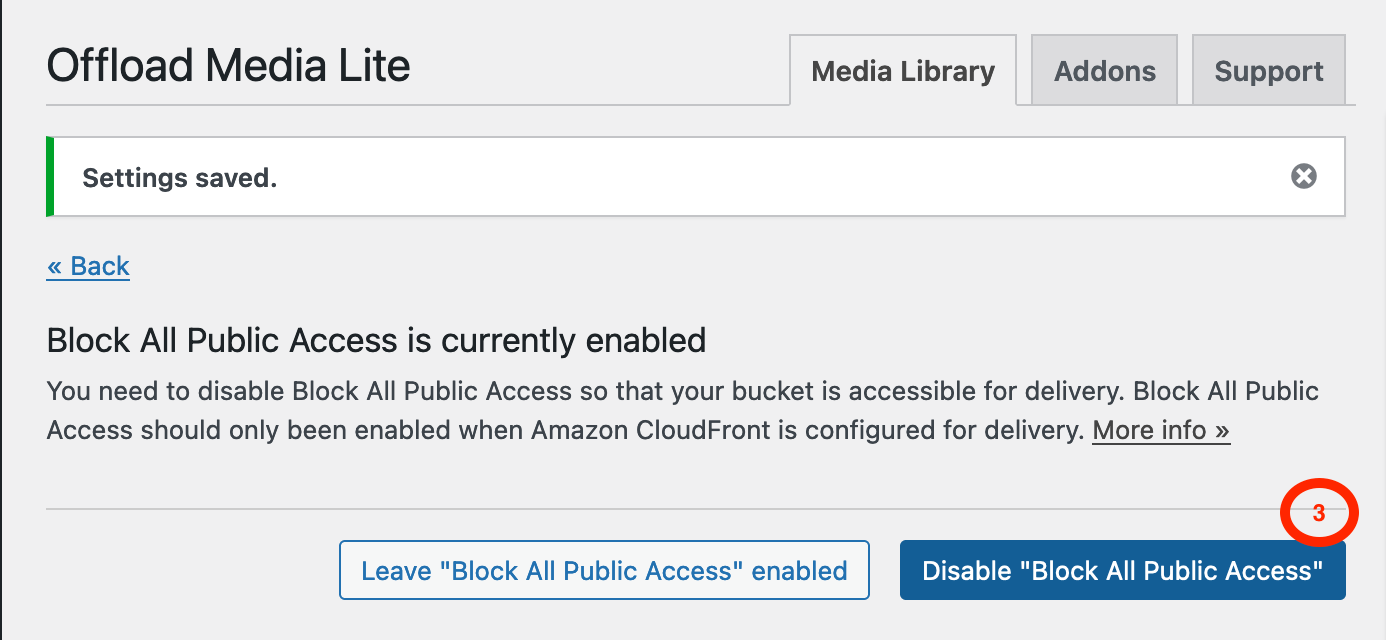 Offload Media Lite
Media Library
Addons
Support
Settings saved.
« Back
Block All Public Access is currently enabled
You need to disable Block All Public Access so that your bucket is accessible for delivery. Block All Public
Access should only been enabled when Amazon CloudFront is configured for delivery. More info »
3
Leave "Block All Public Access" enabled
Disable "Block All Public Access"